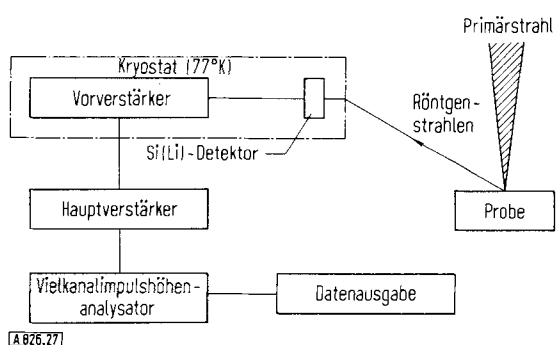 Primärstrahl
Kryostat (77°K)
Vorverstärker
Röntgen-
strahlen
Si(Li)-Detektor
Hauptverstärker
Probe
Vielkanalimpulshöhen-
analysator
Datenausgabe
A 826.27